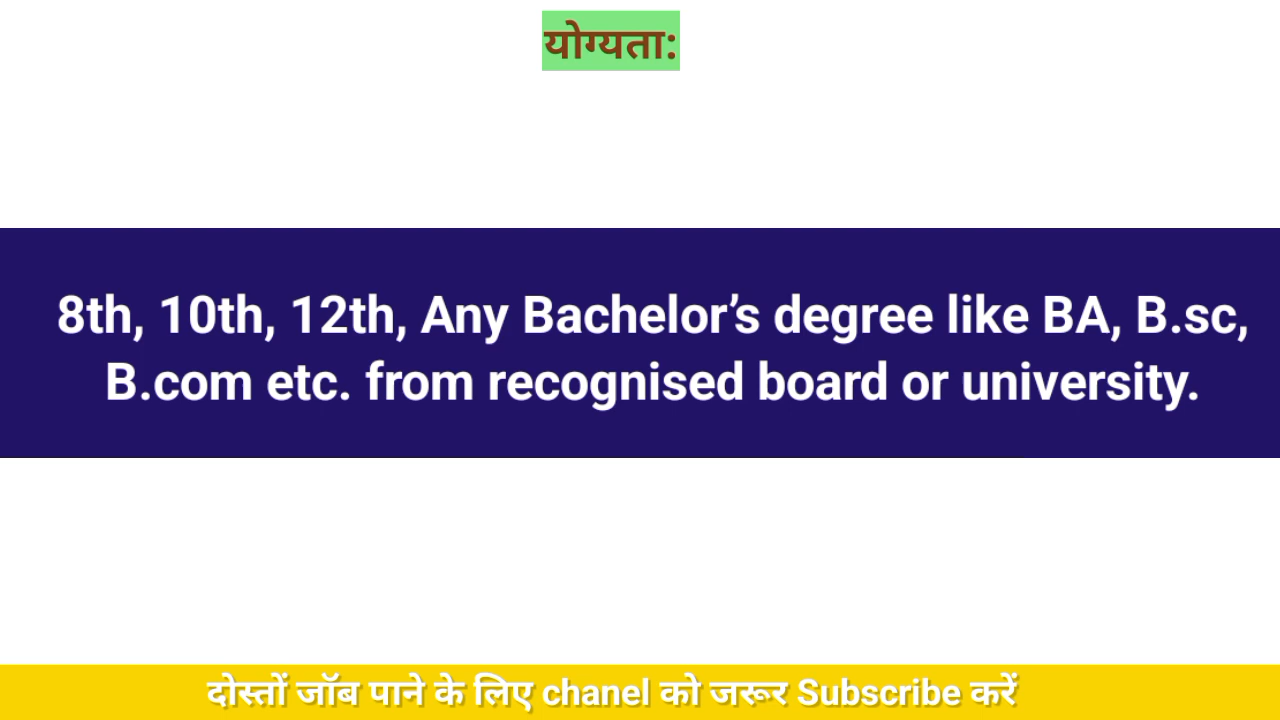 योग्यता:
8th, 10th, 12th, Any Bachelor’s degree like BA, B.sc,
B.com etc. from recognised board or university.
दोस्तों जॉब पाने के लिए chanel को जरूर Subscribe करें